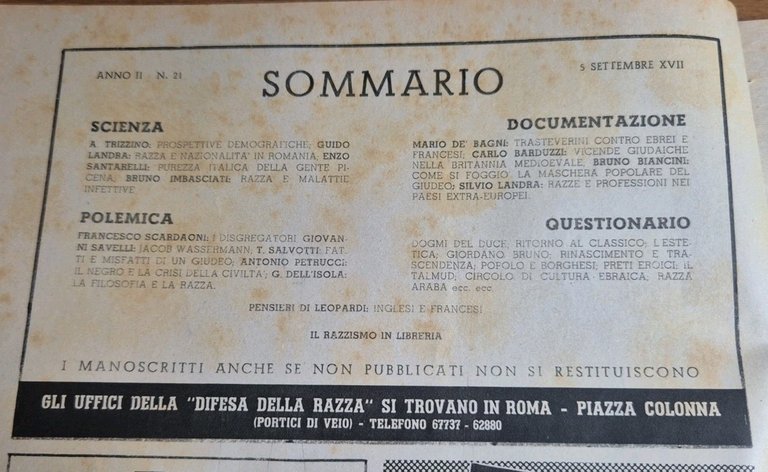 ANNO II N. 21
SOMMARIO
5 SETTEMBRE XVII
SCIENZA
A. TRIZZINO: PROSPETTIVE DEMOGRAFICHE; GUIDO
LANDRA: RAZZA E NAZIONALITA' IN ROMANIA; ENZO
SANTARELLI: PUREZZA ITALICA DELLA GENTE PI-
CENA; BRUNO IMBASCIATI: RAZZA E MALATTIE
INFETTIVE.
POLEMICA
FRANCESCO SCARDAONI: I DISGREGATORI; GIOVAN-
NI SAVELLI: JACOB WASSERMANN; T. SALVOTTI: FAT-
TI E MISFATTI DI UN GIUDEO; ANTONIO PETRUCCI:
IL NEGRO E LA CRISI DELLA CIVILTA'; G. DELL'ISOLA:
LA FILOSOFIA E LA RAZZA.
DOCUMENTAZIONE
MARIO DE' BAGNI: TRASTEVERINI CONTRO EBREI E
FRANCESI; CARLO BARDUZZI: VICENDE GIUDAICHE
NELLA BRITANNIA MEDIOEVALE; BRUNO BIANCINI:
COME SI FOGGIÒ LA MASCHERA POPOLARE DEL
GIUDEO; SILVIO LANDRA: RAZZE E PROFESSIONI NEI
PAESI EXTRA-EUROPEI.
QUESTIONARIO
DOGMI DEL DUCE; RITORNO AL CLASSICO; L'ESTE-
TICA; GIORDANO BRUNO; RINASCIMENTO E TRA-
SCENDENZA; POPOLO E BORGHESI; PRETI EROICI; IL
TALMUD; CIRCOLO DI CULTURA EBRAICA; RAZZA
ARABA ecc. ecc.
PENSIERI DI LEOPARDI: INGLESI E FRANCESI
IL RAZZISMO IN LIBRERIA
I MANOSCRITTI ANCHE SE NON PUBBLICATI NON SI RESTITUISCONO
GLI UFFICI DELLA "DIFESA DELLA RAZZA" SI TROVANO IN ROMA - PIAZZA COLONNA
(PORTICI DI VEIO) - TELEFONO 67737 - 62880